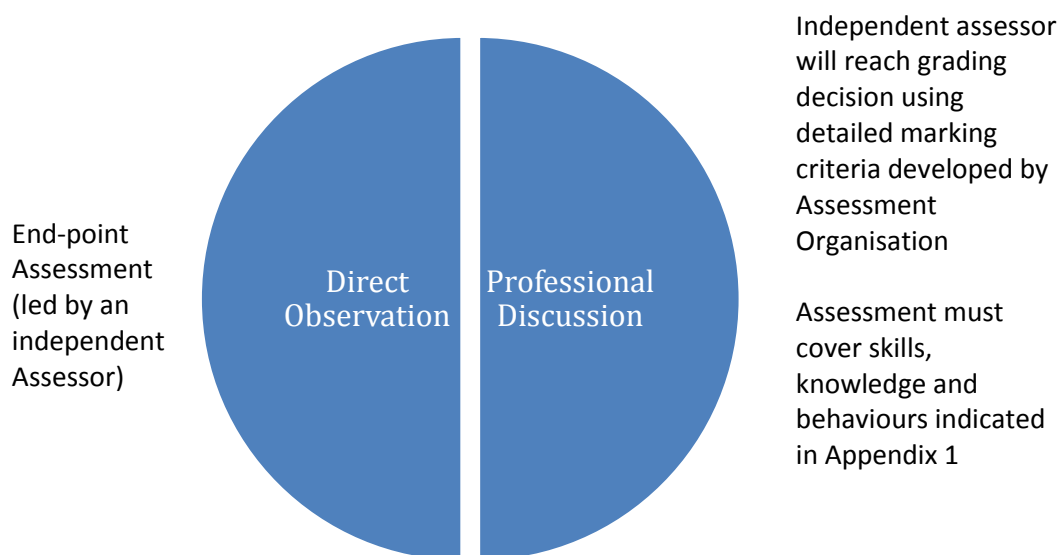 End-point
Assessment
(led by an
independent
Assessor)
Direct
Observation
Professional
Discussion
Independent assessor
will reach grading
decision using
detailed marking
criteria developed by
Assessment
Organisation
Assessment must
cover skills,
knowledge and
behaviours indicated
in Appendix 1